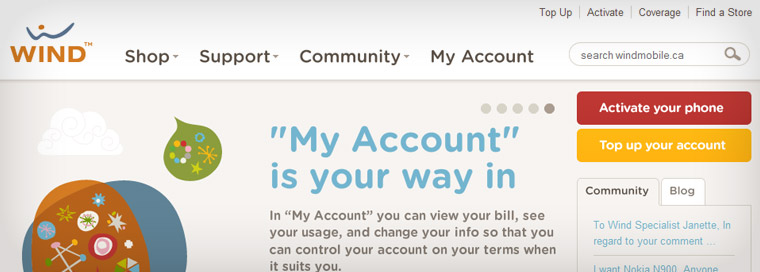 Top Up Activate Coverage Find a Store
WIND™
Shop Support Community My Account
search windmobile.ca
"My Account"
is your way in
In “My Account” you can view your bill, see
your usage, and change your info so that you
can control your account on your terms when
it suits you.
Activate your phone
Top up your account
Community Blog
To Wind Specialist Janette, In
regard to your comment ...
I want Nokia N900. Anyone